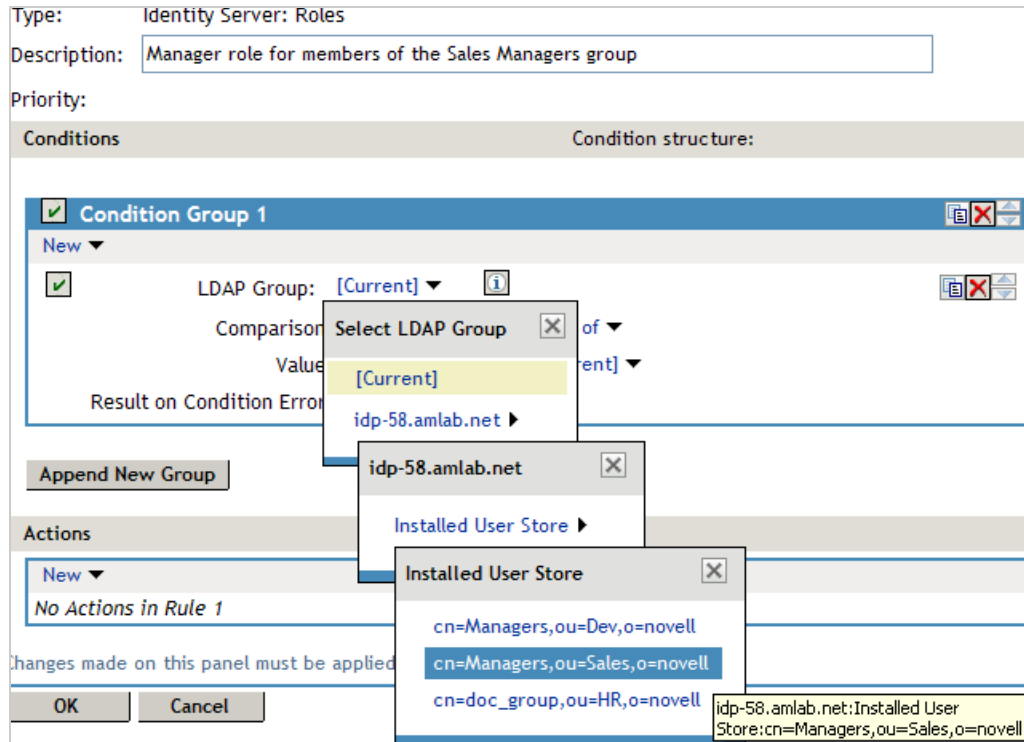 Type: Identity Server: Roles
Description: Manager role for members of the Sales Managers group
Priority:
Conditions Condition structure:
Condition Group 1
New
LDAP Group: [Current]
Comparison of
Value rent]
Result on Condition Error
Select LDAP Group
[Current]
idp-58.amlab.net
idp-58.amlab.net
Installed User Store
Installed User Store
cn=Managers,ou=Dev,o=novell
cn=Managers,ou=Sales,o=novell
cn=doc_group,ou=HR,o=novell
idp-58.amlab.net:Installed User
Store:cn=Managers,ou=Sales,o=novell
Append New Group
Actions
New
No Actions in Rule 1
Changes made on this panel must be applied
OK Cancel